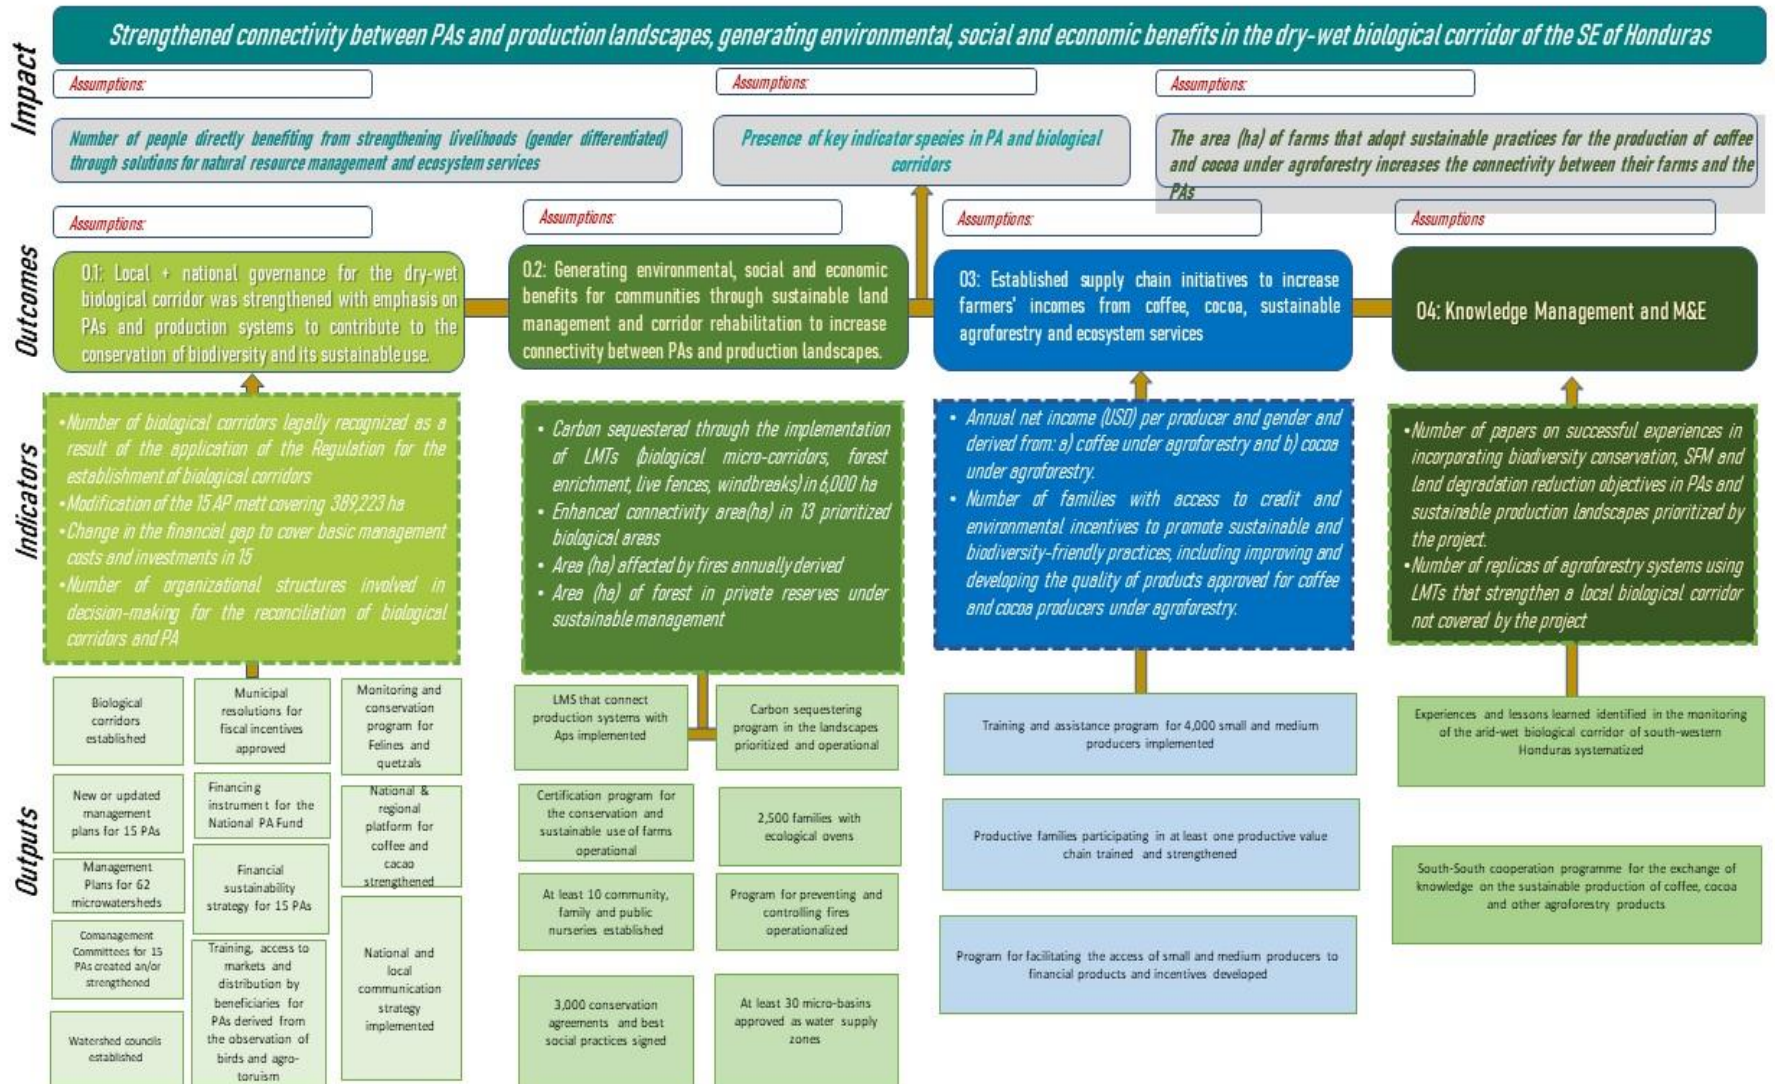 Impact
Strengthened connectivity between PAs and production landscapes, generating environmental, social and economic benefits in the dry-wet biological corridor of the SE of Honduras
Assumptions:
Assumptions:
Assumptions:
Number of people directly benefiting from strengthening livelihoods (gender differentiated)
through solutions for natural resource management and ecosystem services
Presence of key indicator species in PA and biological
corridors
The area (ha) of farms that adopt sustainable practices for the production of coffee
and cocoa under agroforestry increases the connectivity between their farms and the
PAs
Outcomes
Assumptions:
Assumptions:
Assumptions:
Assumptions
O.1: Local + national governance for the dry-wet
biological corridor was strengthened with emphasis on
PAs and production systems to contribute to the
conservation of biodiversity and its sustainable use.
O.2: Generating environmental, social and economic
benefits for communities through sustainable land
management and corridor rehabilitation to increase
connectivity between PAs and production landscapes.
O3: Established supply chain initiatives to increase
farmers' incomes from coffee, cocoa, sustainable
agroforestry and ecosystem services
O4: Knowledge Management and M&E
Indicators
•Number of biological corridors legally recognized as a
result of the application of the Regulation for the
establishment of biological corridors
•Modification of the 15 AP mett covering 389,223 ha
•Change in the financial gap to cover basic management
costs and investments in 15
•Number of organizational structures involved in
decision-making for the reconciliation of biological
corridors and PA
• Carbon sequestered through the implementation
of LMTs (biological micro-corridors, forest
enrichment, live fences, windbreaks) in 6,000 ha
• Enhanced connectivity area(ha) in 13 prioritized
biological areas
• Area (ha) affected by fires annually derived
• Area (ha) of forest in private reserves under
sustainable management
• Annual net income (USD) per producer and gender and
derived from: a) coffee under agroforestry and b) cocoa
under agroforestry.
• Number of families with access to credit and
environmental incentives to promote sustainable and
biodiversity-friendly practices, including improving and
developing the quality of products approved for coffee
and cocoa producers under agroforestry.
•Number of papers on successful experiences in
incorporating biodiversity conservation, SFM and
land degradation reduction objectives in PAs and
sustainable production landscapes prioritized by
the project.
•Number of replicas of agroforestry systems using
LMTs that strengthen a local biological corridor
not covered by the project
Outputs
Biological
corridors
established
New or updated
management
plans for 15 PAs
Management
Plans for 62
microwatersheds
Comanagement
Committees for 15
PAs created an/or
strengthened
Watershed councils
established
Municipal
resolutions for
fiscal incentives
approved
Financing
instrument for the
National PA Fund
Financial
sustainability
strategy for 15 PAs
Training, access to
markets and
distribution by
beneficiaries for
PAs derived from
the observation of
birds and agro-
toruism
Monitoring and
conservation
program for
Felines and
quetzals
National &
regional
platform for
coffee and
cacao
strengthened
National and
local
communication
strategy
implemented
LMS that connect
production systems with
Aps implemented
Certification program for
the conservation and
sustainable use of farms
operational
At least 10 community,
family and public
nurseries established
3,000 conservation
agreements and best
social practices signed
Carbon sequestering
program in the landscapes
prioritized and operational
2,500 families with
ecological ovens
Program for preventing and
controlling fires
operationalized
At least 30 micro-basins
approved as water supply
zones
Training and assistance program for 4,000 small and medium
producers implemented
Productive families participating in at least one productive value
chain trained and strengthened
Program for facilitating the access of small and medium producers to
financial products and incentives developed
Experiences and lessons learned identified in the monitoring
of the arid-wet biological corridor of south-western
Honduras systematized
South-South cooperation programme for the exchange of
knowledge on the sustainable production of coffee, cocoa
and other agroforestry products